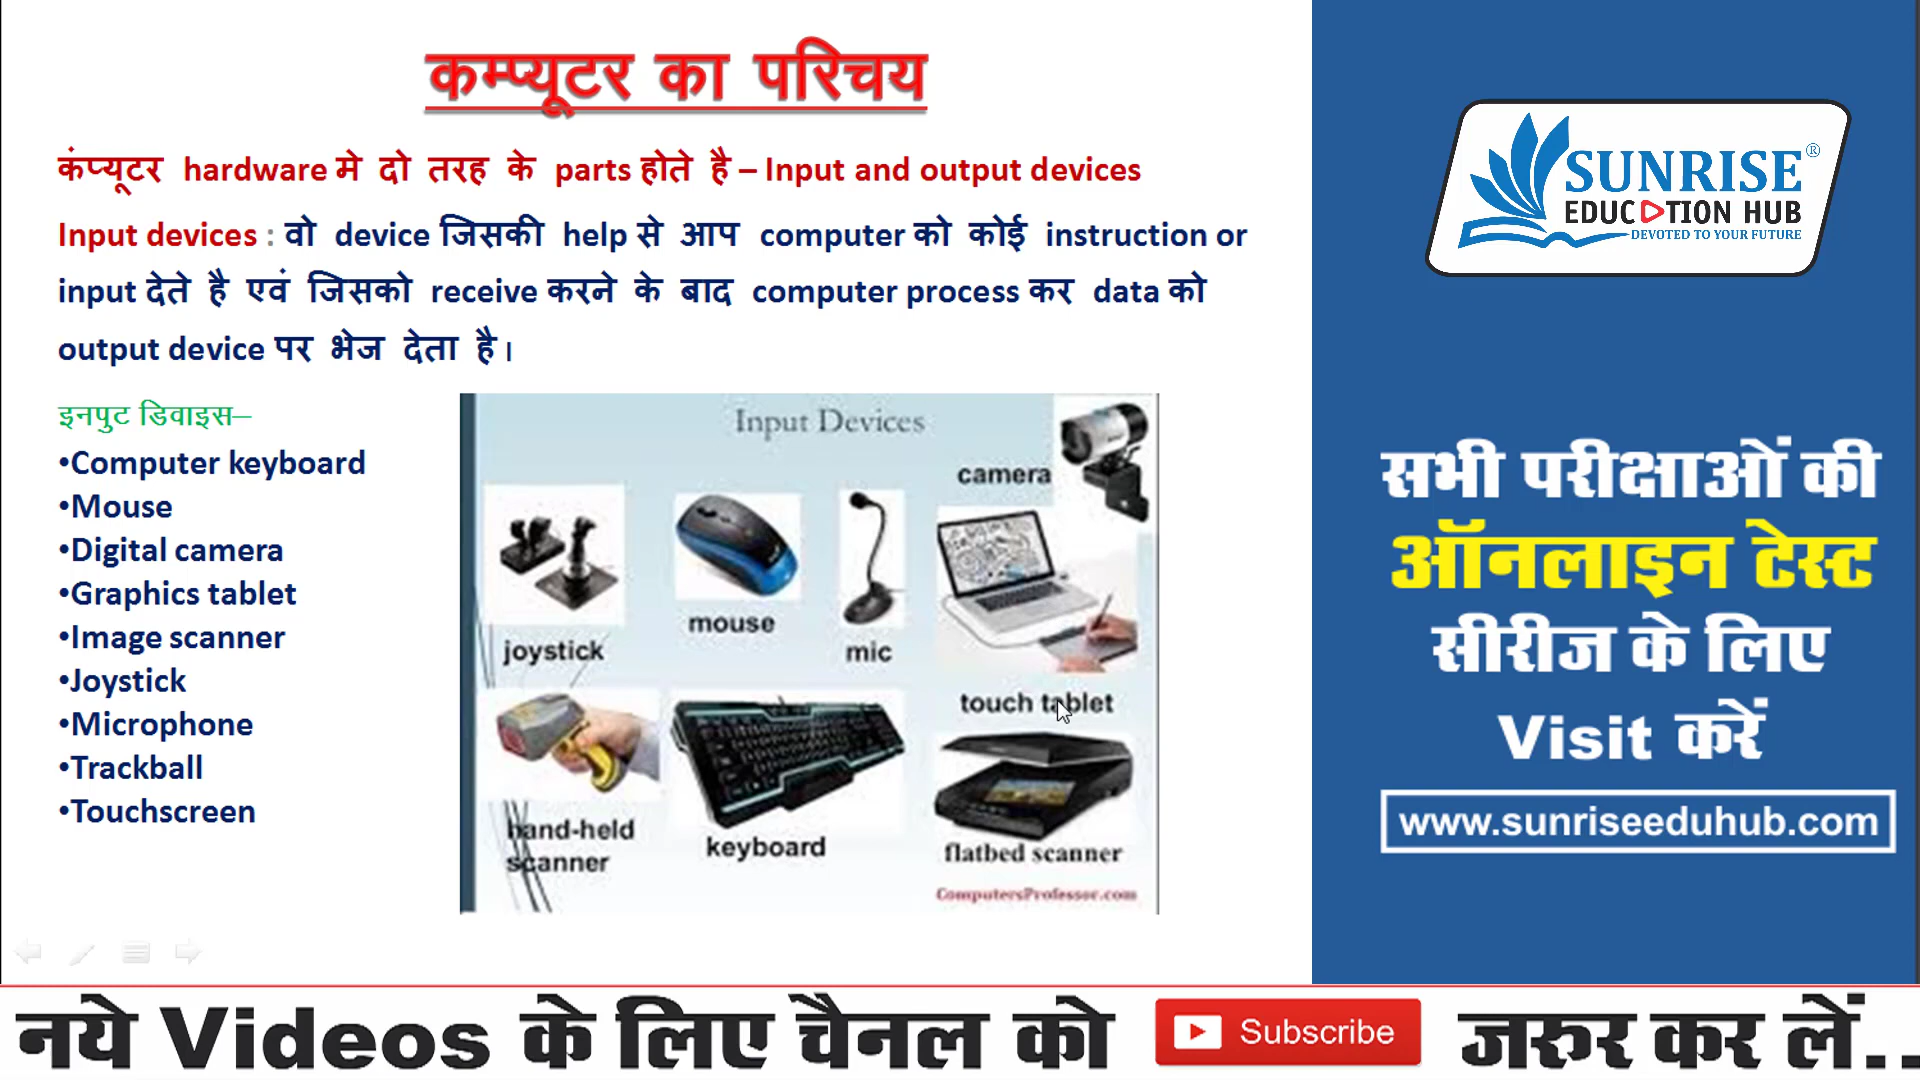 कम्प्यूटर का परिचय
कंप्यूटर hardware मे दो तरह के parts होते है – Input and output devices
Input devices : वो device जिसकी help से आप computer को कोई instruction or
input देते है एवं जिसको receive करने के बाद computer process कर data को
output device पर भेज देता है।
इनपुट डिवाइस–
•Computer keyboard
•Mouse
•Digital camera
•Graphics tablet
•Image scanner
•Joystick
•Microphone
•Trackball
•Touchscreen
Input Devices
camera
joystick
mouse
mic
touch tablet
hand-held
scanner
keyboard
flatbed scanner
ComputersProfessor.com
SUNRISE®
EDUCATION HUB
DEVOTED TO YOUR FUTURE
सभी परीक्षाओं की
ऑनलाइन टेस्ट
सीरीज के लिए
Visit करें
www.sunriseeduhub.com
नये Videos के लिए चैनल को Subscribe जरुर कर लें..